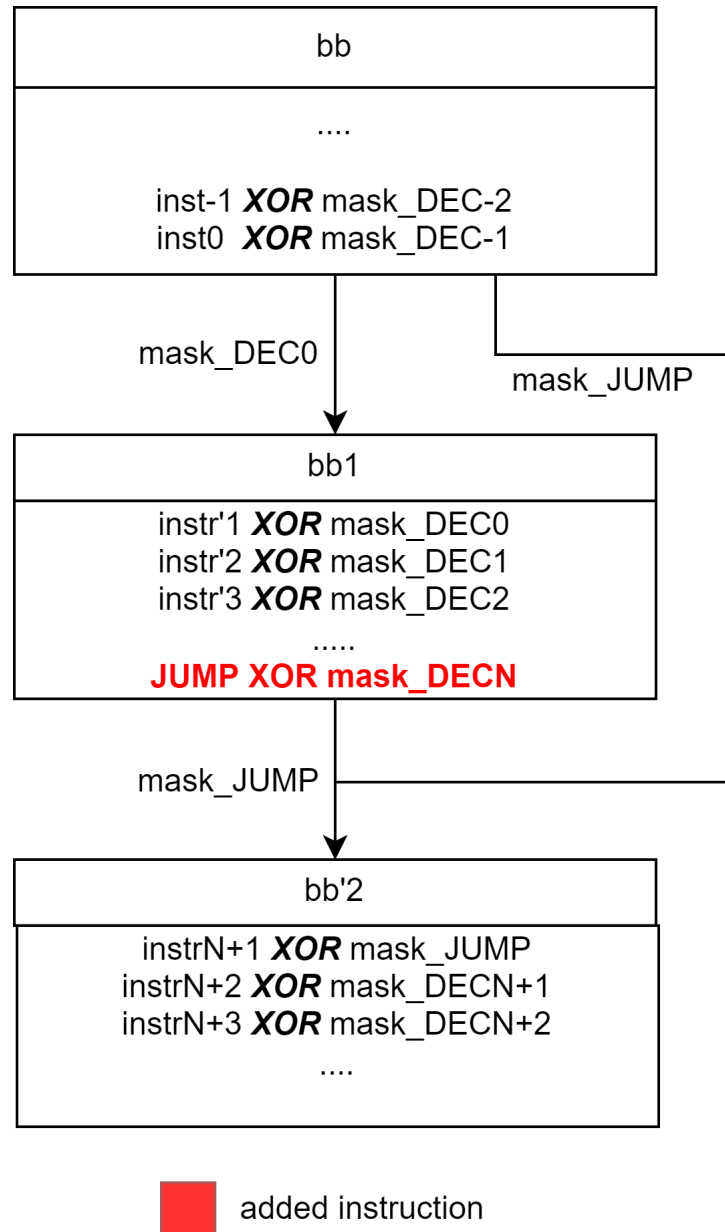 bb
....
inst-1 XOR mask_DEC-2
inst0 XOR mask_DEC-1
mask_DEC0
mask_JUMP
bb1
instr'1 XOR mask_DEC0
instr'2 XOR mask_DEC1
instr'3 XOR mask_DEC2
.....
JUMP XOR mask_DECN
mask_JUMP
bb'2
instrN+1 XOR mask_JUMP
instrN+2 XOR mask_DECN+1
instrN+3 XOR mask_DECN+2
....
added instruction